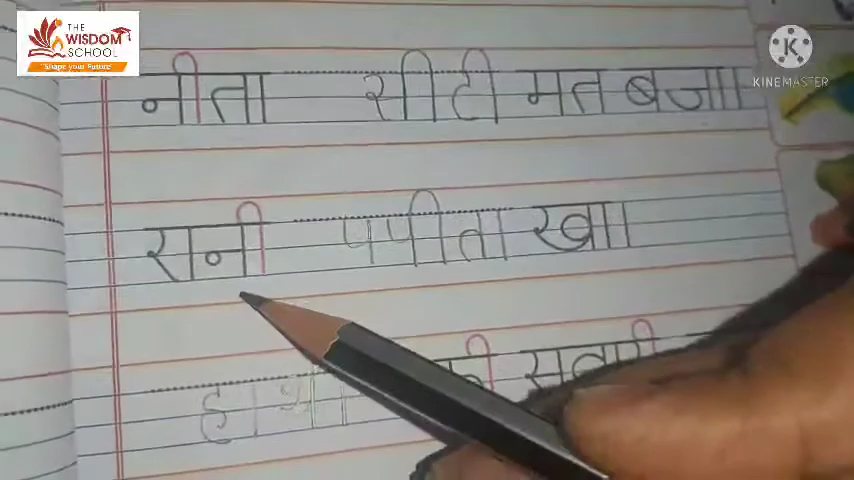 THE
WISDOM
SCHOOL
"Shape your Future"
K
KINEMASTER
नीता सीटी मत बजा
रानी पपीता खा